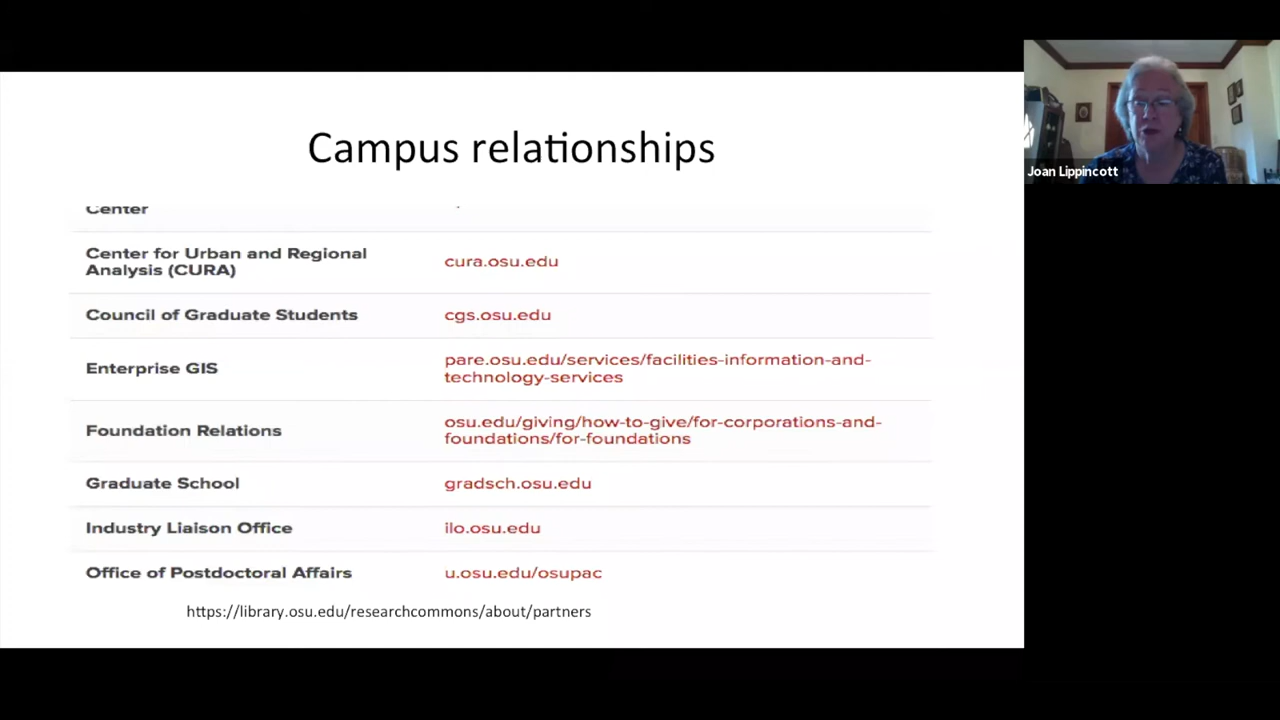 Campus relationships
Center
Center for Urban and Regional
Analysis (CURA)
cura.osu.edu
Council of Graduate Students
cgs.osu.edu
Enterprise GIS
pare.osu.edu/services/facilities-information-and-
technology-services
Foundation Relations
osu.edu/giving/how-to-give/for-corporations-and-
foundations/for-foundations
Graduate School
gradsch.osu.edu
Industry Liaison Office
ilo.osu.edu
Office of Postdoctoral Affairs
u.osu.edu/osupac
https://library.osu.edu/researchcommons/about/partners
Joan Lippincott